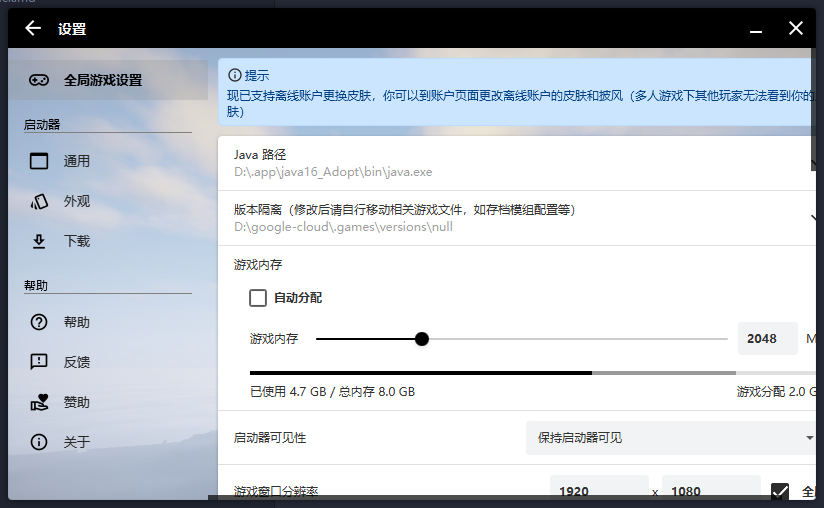 设置
全局游戏设置
启动器
通用
外观
下载
帮助
帮助
反馈
赞助
关于
提示
现已支持离线账户更换皮肤，你可以到账户页面更改离线账户的皮肤和披风（多人游戏下其他玩家无法看到你的
肤）
Java 路径
D:\.app\java16_Adopt\bin\java.exe
版本隔离（修改后请自行移动相关游戏文件，如存档模组配置等）
D:\google-cloud\.games\versions\null
游戏内存
自动分配
游戏内存 2048 M
已使用 4.7 GB / 总内存 8.0 GB 游戏分配 2.0 G
启动器可见性 保持启动器可见
游戏窗口分辨率 1920 x 1080 全